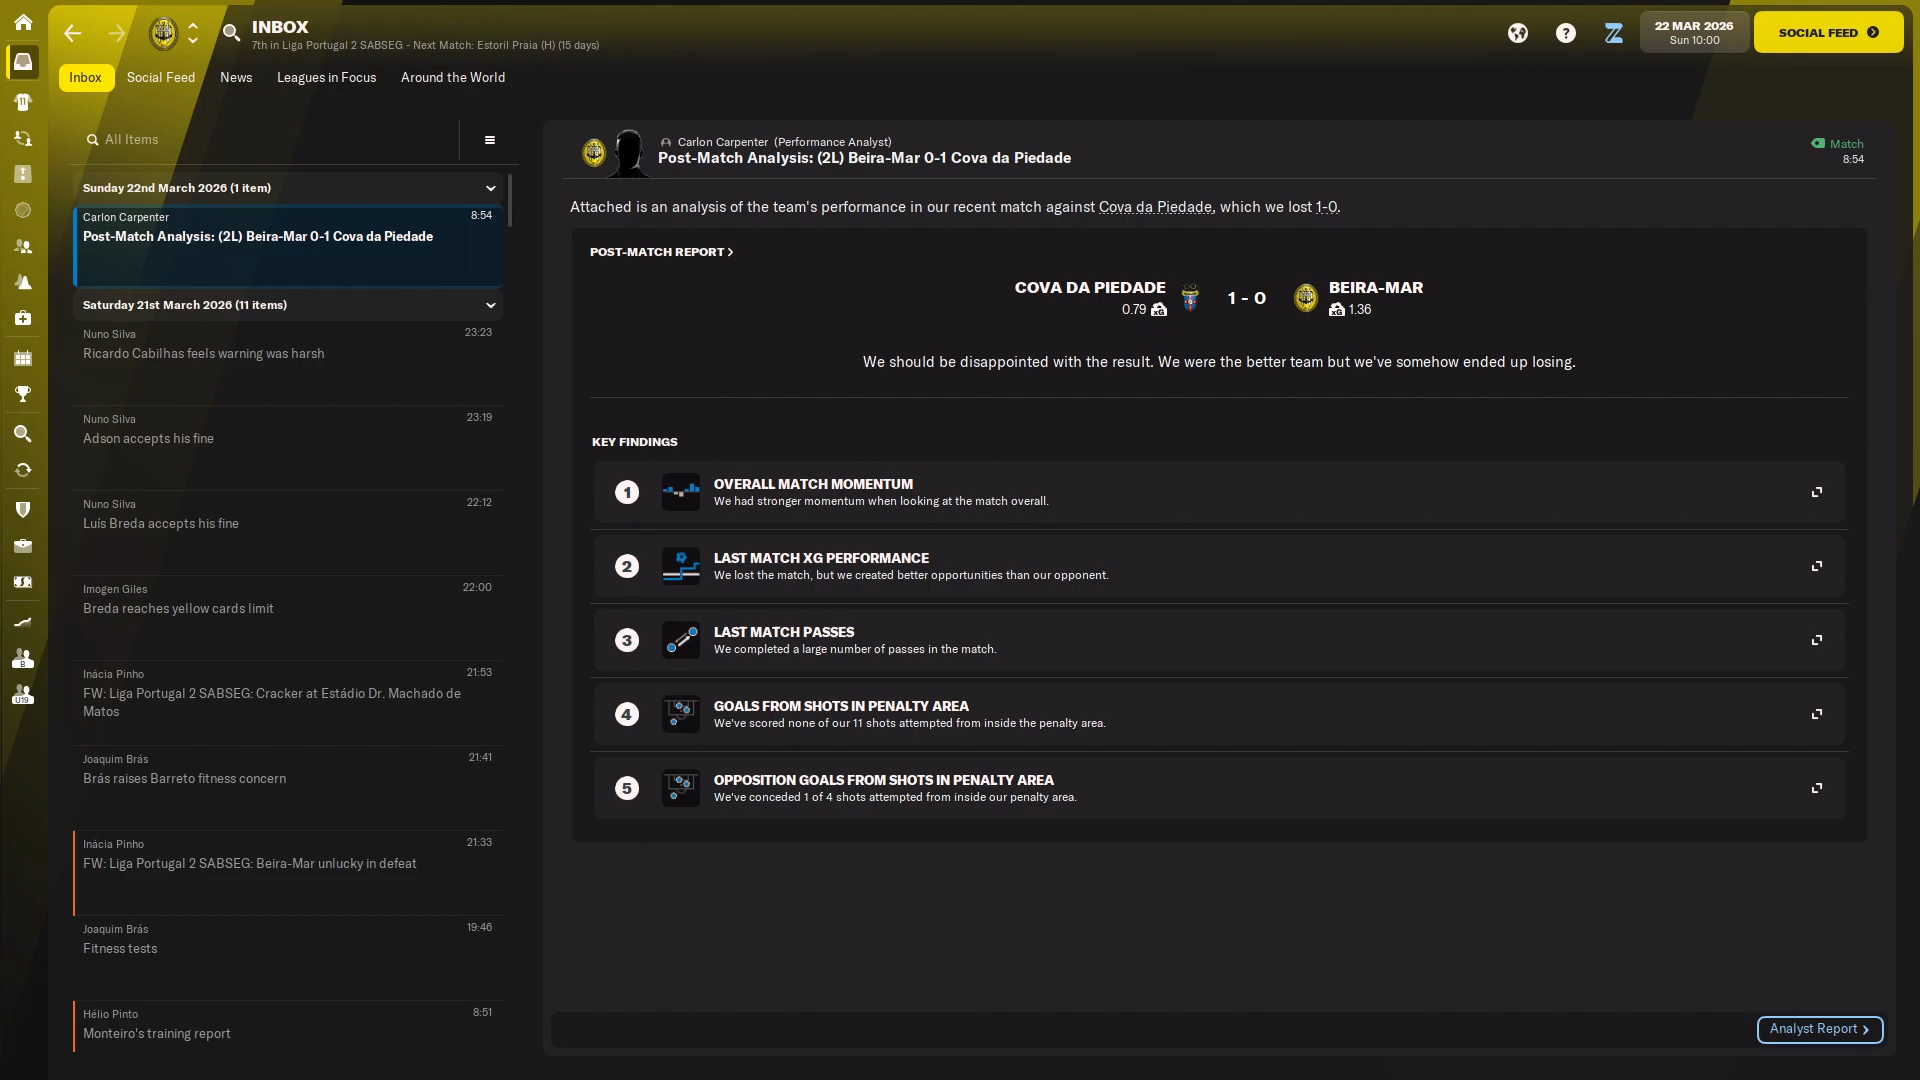 INBOX
7th in Liga Portugal 2 SABSEG - Next Match: Estoril Praia (H) (15 days)
22 MAR 2026
Sun 10:00
SOCIAL FEED
Inbox
Social Feed
News
Leagues in Focus
Around the World
All Items
Sunday 22nd March 2026 (1 item)
Carlon Carpenter
8:54
Post-Match Analysis: (2L) Beira-Mar 0-1 Cova da Piedade
Saturday 21st March 2026 (11 items)
Nuno Silva
23:23
Ricardo Cabilhas feels warning was harsh
Nuno Silva
23:19
Adson accepts his fine
Nuno Silva
22:12
Luís Breda accepts his fine
Imogen Giles
22:00
Breda reaches yellow cards limit
Inácia Pinho
21:53
FW: Liga Portugal 2 SABSEG: Cracker at Estádio Dr. Machado de
Matos
Joaquim Brás
21:41
Brás raises Barreto fitness concern
Inácia Pinho
21:33
FW: Liga Portugal 2 SABSEG: Beira-Mar unlucky in defeat
Joaquim Brás
19:46
Fitness tests
Hélio Pinto
8:51
Monteiro's training report
B
U19
Carlon Carpenter (Performance Analyst)
Post-Match Analysis: (2L) Beira-Mar 0-1 Cova da Piedade
Match
8:54
Attached is an analysis of the team's performance in our recent match against Cova da Piedade, which we lost 1-0.
POST-MATCH REPORT
COVA DA PIEDADE
0.79 xG
1 - 0
BEIRA-MAR
xG 1.36
We should be disappointed with the result. We were the better team but we've somehow ended up losing.
KEY FINDINGS
1
OVERALL MATCH MOMENTUM
We had stronger momentum when looking at the match overall.
2
LAST MATCH XG PERFORMANCE
We lost the match, but we created better opportunities than our opponent.
3
LAST MATCH PASSES
We completed a large number of passes in the match.
4
GOALS FROM SHOTS IN PENALTY AREA
We've scored none of our 11 shots attempted from inside the penalty area.
5
OPPOSITION GOALS FROM SHOTS IN PENALTY AREA
We've conceded 1 of 4 shots attempted from inside our penalty area.
Analyst Report